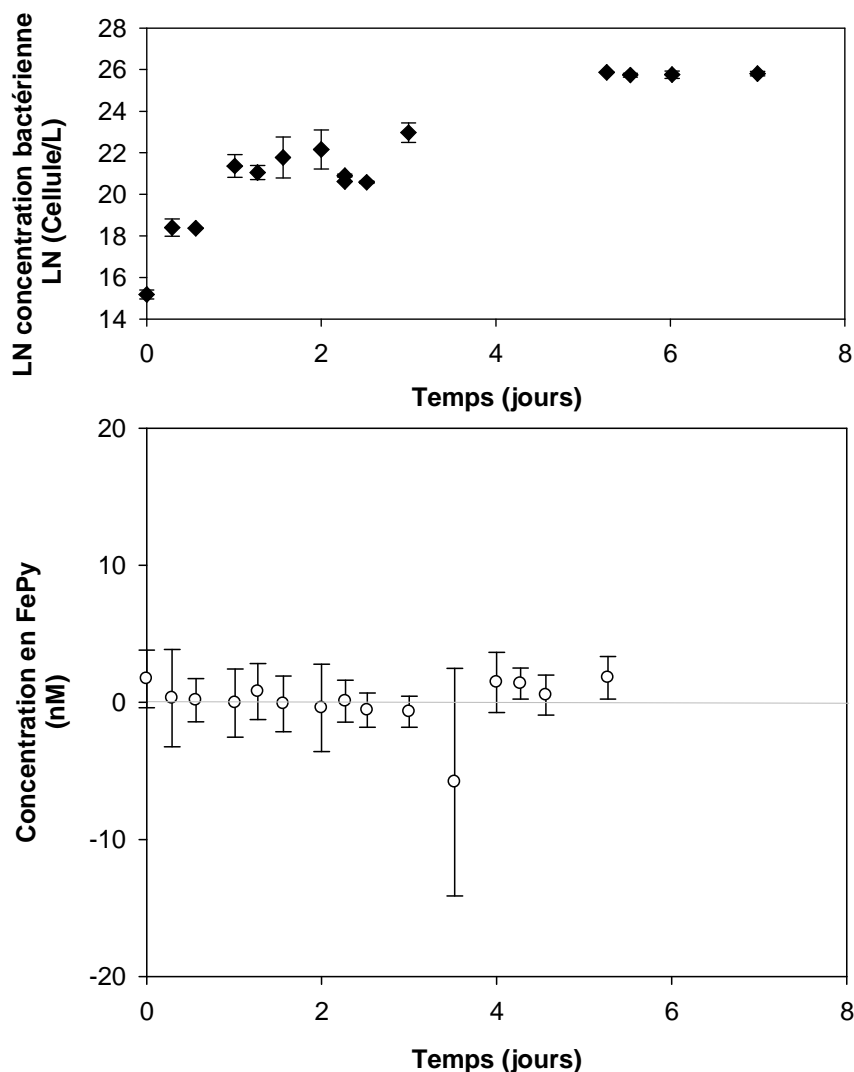 28
26
24
22
20
18
16
14
LN concentration bactérienne
LN (Cellule/L)
0 2 4 6 8
Temps (jours)
20
10
0
-10
-20
Concentration en FePy
(nM)
0 2 4 6 8
Temps (jours)